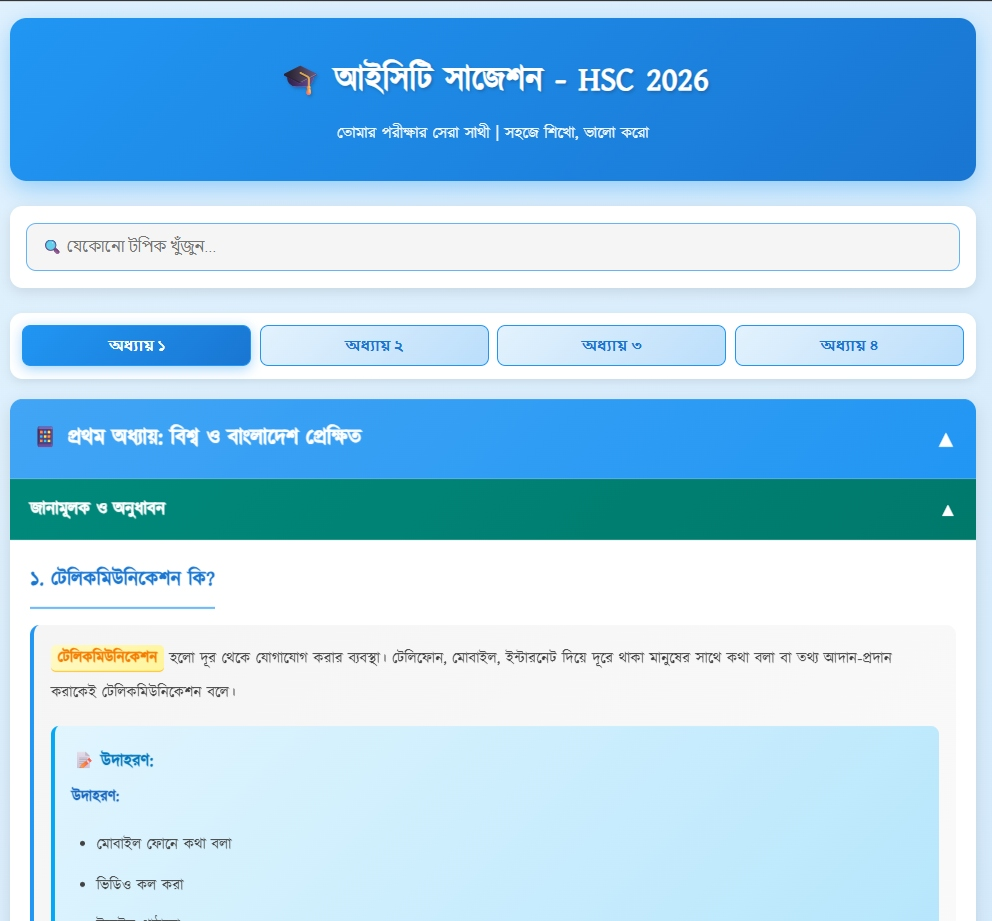 আইসিটি সাজেশন - HSC 2026
তোমার পরীক্ষার সেরা সাথী | সহজে শিখো, ভালো করো
যেকোনো টপিক খুঁজুন...
অধ্যায় ১
অধ্যায় ২
অধ্যায় ৩
অধ্যায় ৪
প্রথম অধ্যায়: বিশ্ব ও বাংলাদেশ প্রেক্ষিত
জানামূলক ও অনুধাবন
১. টেলিকমিউনিকেশন কি?
টেলিকমিউনিকেশন হলো দূর থেকে যোগাযোগ করার ব্যবস্থা। টেলিফোন, মোবাইল, ইন্টারনেট দিয়ে দূরে থাকা মানুষের সাথে কথা বলা বা তথ্য আদান-প্রদান
করাকেই টেলিকমিউনিকেশন বলে।
উদাহরণ:
উদাহরণ:
• মোবাইল ফোনে কথা বলা
• ভিডিও কল করা